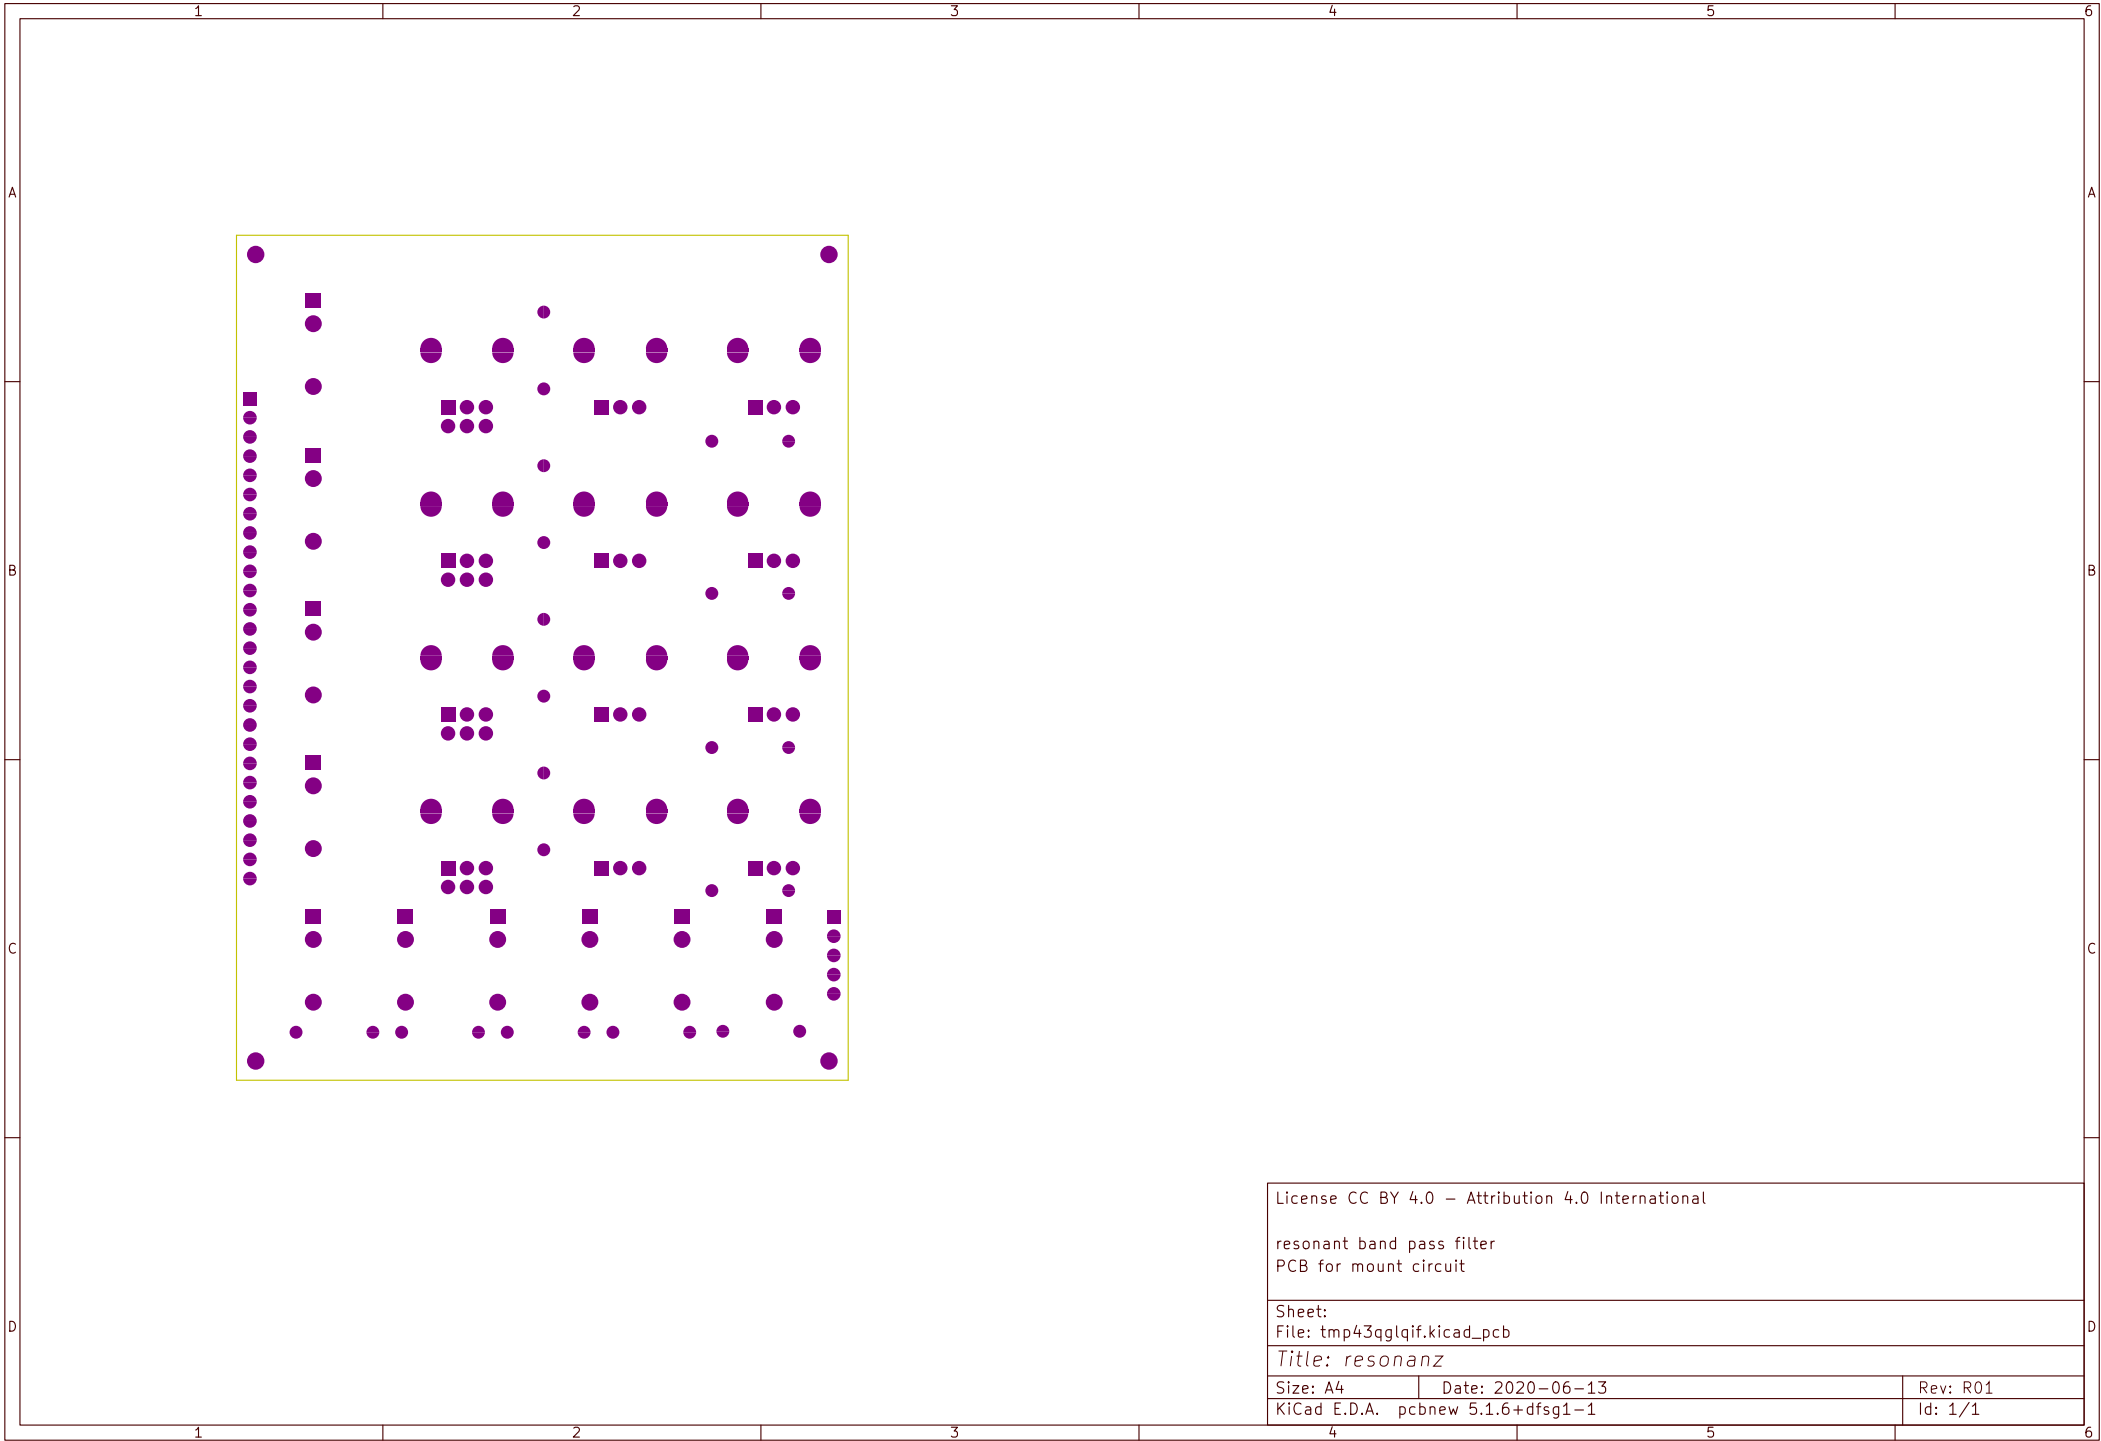 1 2 3 4 5 6
A A
B B
C C
License CC BY 4.0 – Attribution 4.0 International
resonant band pass filter
PCB for mount circuit
Sheet:
File: tmp43qglqif.kicad_pcb
D D
Title: resonanz
Size: A4 Date: 2020-06-13 Rev: R01
KiCad E.D.A. pcbnew 5.1.6+dfsg1-1 Id: 1/1
1 2 3 4 5 6